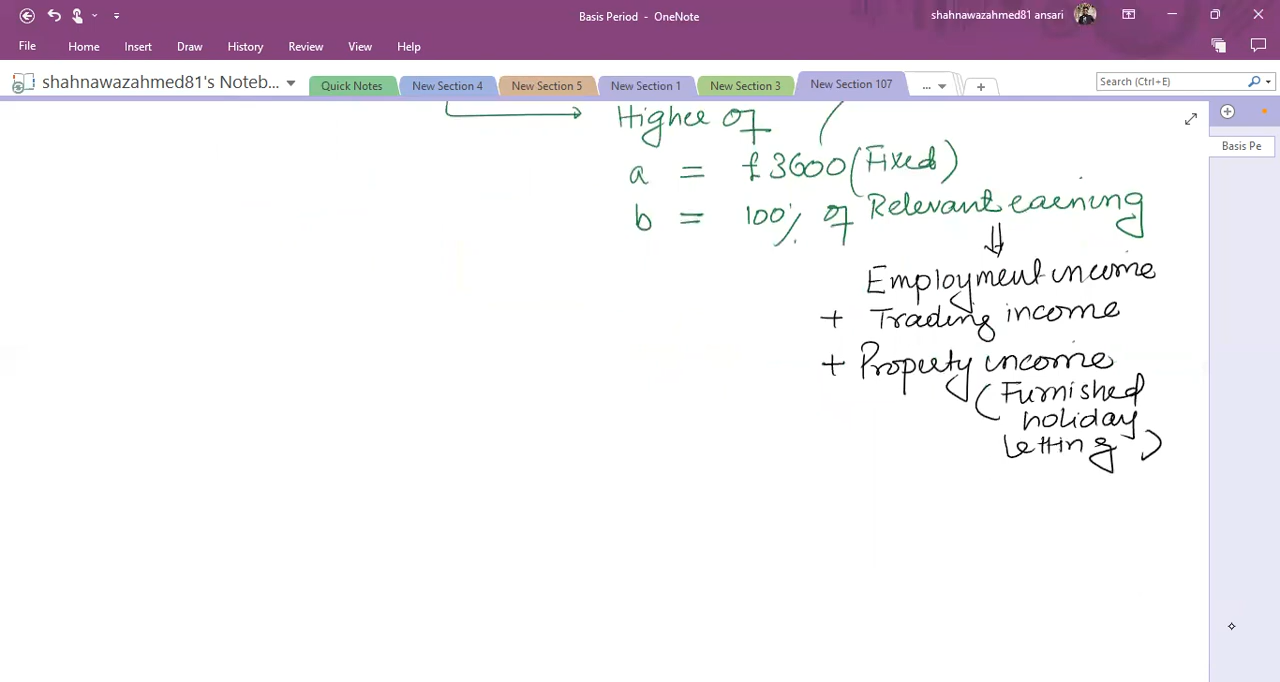 Basis Period - OneNote
shahnawazahmed81 ansari
File Home Insert Draw History Review View Help
shahnawazahmed81's Noteb...
Quick Notes New Section 4 New Section 5 New Section 1 New Section 3 New Section 107 ... +
Search (Ctrl+E)
Basis Pe
Higher of
a = £3600 (Fixed)
b = 100% of Relevant earning
Employment income
+ Trading income
+ Property income
(Furnished
holiday
letting)